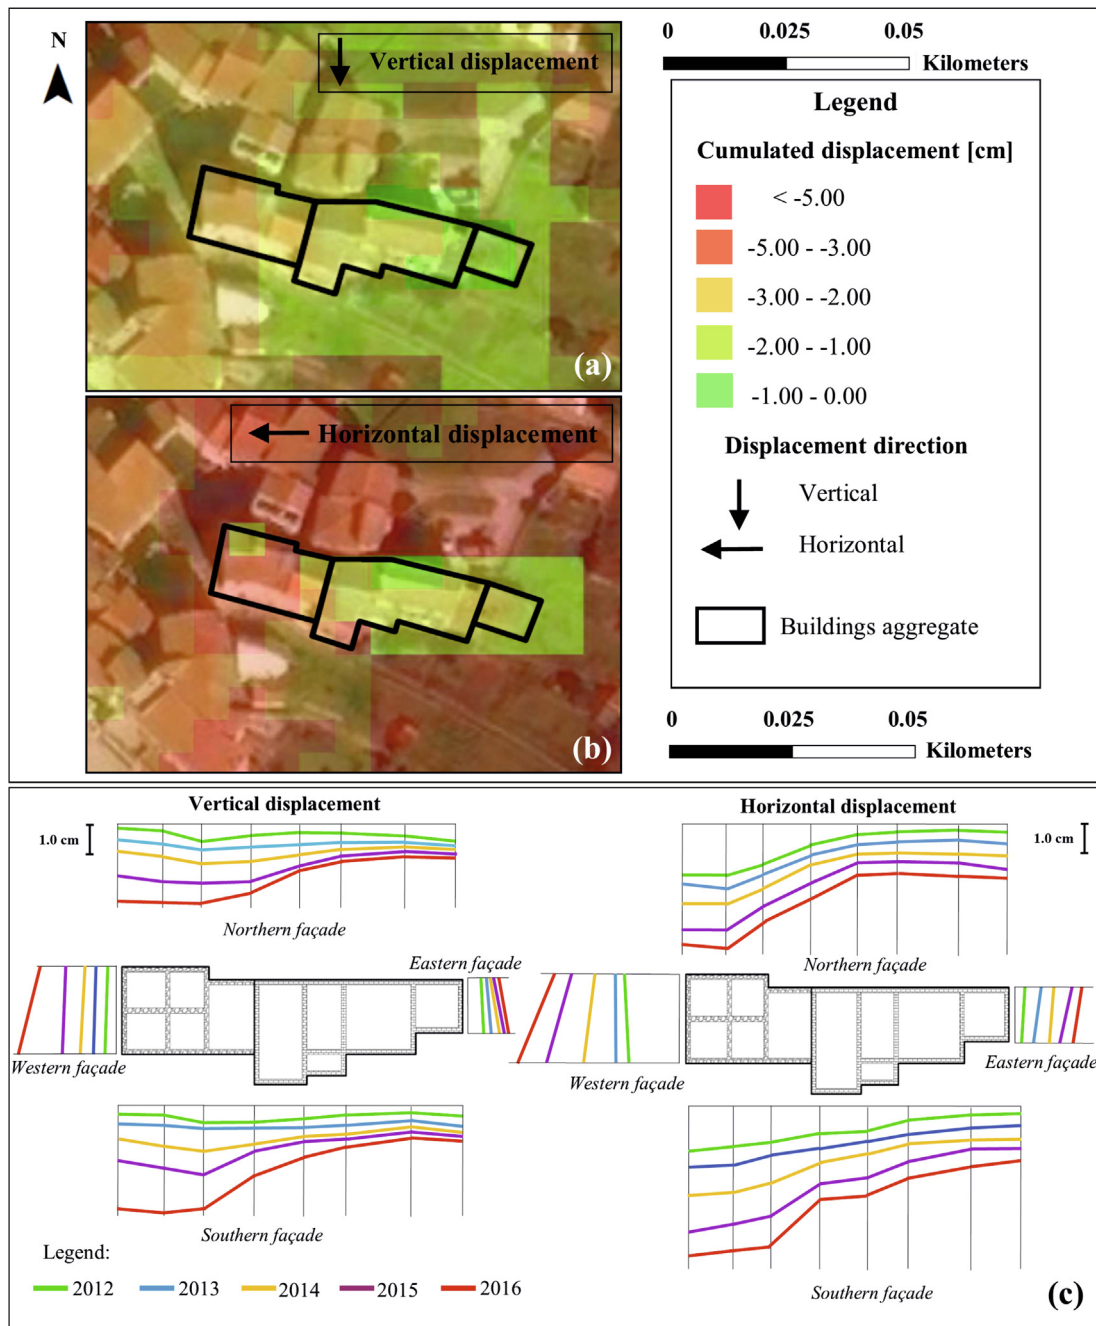 N
Vertical displacement
(a)
Horizontal displacement
(b)
0 0.025 0.05
Kilometers
Legend
Cumulated displacement [cm]
< -5.00
-5.00 - -3.00
-3.00 - -2.00
-2.00 - -1.00
-1.00 - 0.00
Displacement direction
Vertical
Horizontal
Buildings aggregate
0 0.025 0.05
Kilometers
Vertical displacement
1.0 cm
Northern façade
Western façade
Eastern façade
Southern façade
Horizontal displacement
1.0 cm
Northern façade
Western façade
Eastern façade
Southern façade
Legend:
2012 2013 2014 2015 2016
(c)